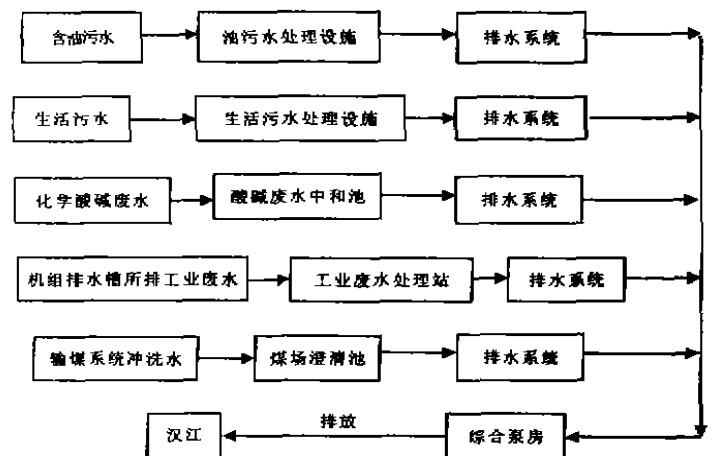 含油污水 油污水处理设施 排水系统
生活污水 生活污水处理设施 排水系统
化学酸碱废水 酸碱废水中和池 排水系统
机组排水槽所排工业废水 工业废水处理站 排水系统
输煤系统冲洗水 煤场澄清池 排水系统
汉江 排放 综合泵房